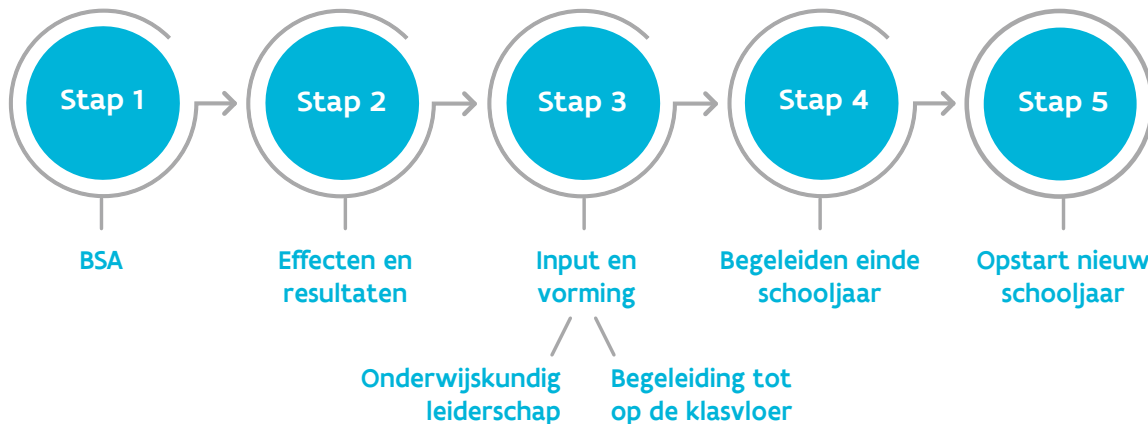 Stap 1
Stap 2
Stap 3
Stap 4
Stap 5
BSA
Effecten en
resultaten
Input en
vorming
Begeleiden einde
schooljaar
Opstart nieuw
schooljaar
Onderwijskundig
leiderschap
Begeleiding tot
op de klasvloer